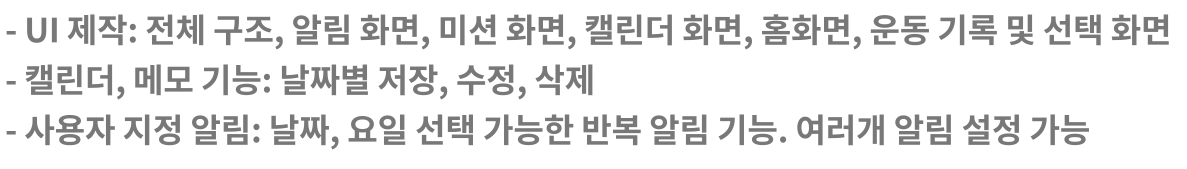 - UI 제작: 전체 구조, 알림 화면, 미션 화면, 캘린더 화면, 홈화면, 운동 기록 및 선택 화면
- 캘린더, 메모 기능: 날짜별 저장, 수정, 삭제
- 사용자 지정 알림: 날짜, 요일 선택 가능한 반복 알림 기능. 여러개 알림 설정 가능